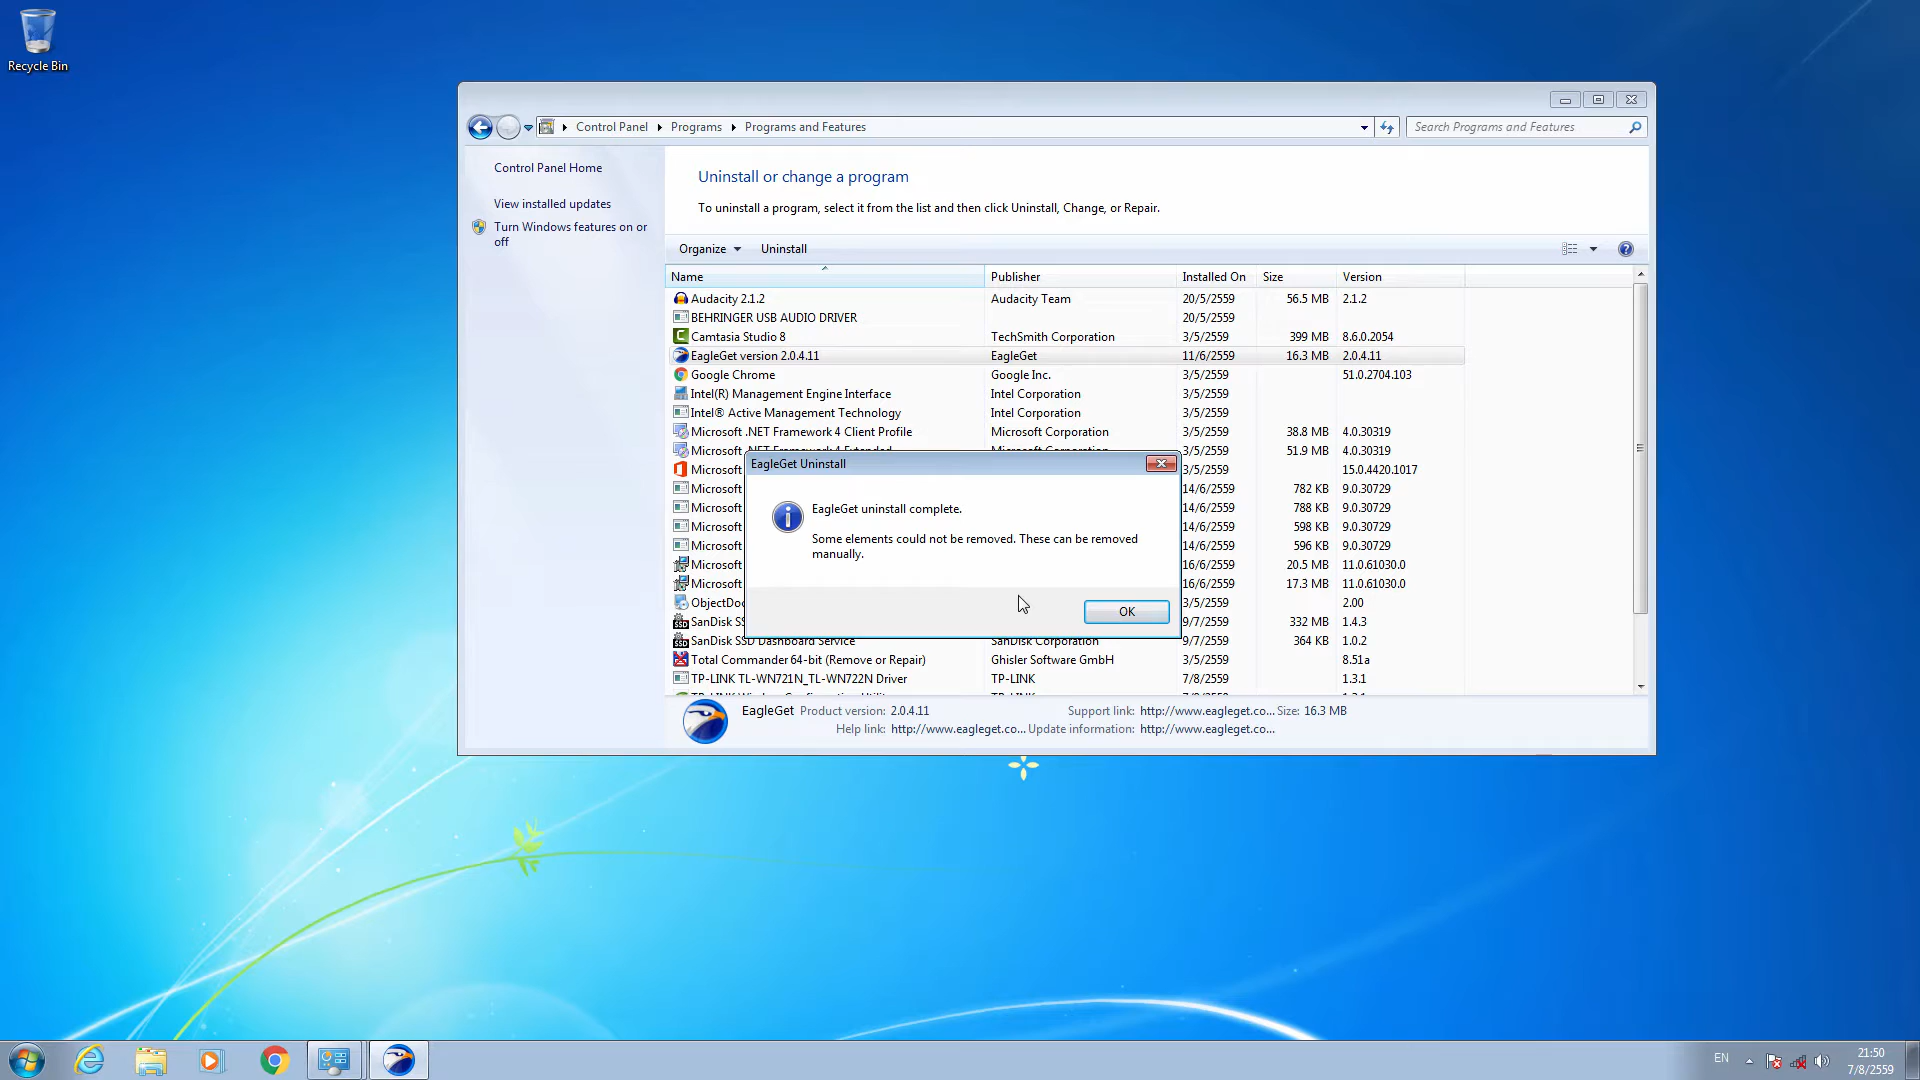 Recycle Bin
Control Panel Programs Programs and Features
Search Programs and Features
Control Panel Home
View installed updates
Turn Windows features on or
off
Uninstall or change a program
To uninstall a program, select it from the list and then click Uninstall, Change, or Repair.
Organize Uninstall
Name Publisher Installed On Size Version
Audacity 2.1.2 Audacity Team 20/5/2559 56.5 MB 2.1.2
BEHRINGER USB AUDIO DRIVER 20/5/2559
Camtasia Studio 8 TechSmith Corporation 3/5/2559 399 MB 8.6.0.2054
EagleGet version 2.0.4.11 EagleGet 11/6/2559 16.3 MB 2.0.4.11
Google Chrome Google Inc. 3/5/2559 51.0.2704.103
Intel(R) Management Engine Interface Intel Corporation 3/5/2559
Intel® Active Management Technology Intel Corporation 3/5/2559
Microsoft .NET Framework 4 Client Profile Microsoft Corporation 3/5/2559 38.8 MB 4.0.30319
Microsoft .NET Framework 4 Extended Microsoft Corporation 3/5/2559 51.9 MB 4.0.30319
Microsoft 15.0.4420.1017
Microsoft 14/6/2559 782 KB 9.0.30729
Microsoft 14/6/2559 788 KB 9.0.30729
Microsoft 14/6/2559 598 KB 9.0.30729
Microsoft 14/6/2559 596 KB 9.0.30729
Microsoft 16/6/2559 20.5 MB 11.0.61030.0
Microsoft 16/6/2559 17.3 MB 11.0.61030.0
ObjectDoc 3/5/2559 2.00
SanDisk SS 9/7/2559 332 MB 1.4.3
SanDisk SSD Dashboard Service SanDisk Corporation 9/7/2559 364 KB 1.0.2
Total Commander 64-bit (Remove or Repair) Ghisler Software GmbH 3/5/2559 8.51a
TP-LINK TL-WN721N_TL-WN722N Driver TP-LINK 7/8/2559 1.3.1
EagleGet Uninstall
EagleGet uninstall complete.
Some elements could not be removed. These can be removed
manually.
OK
EagleGet Product version: 2.0.4.11 Support link: http://www.eagleget.co... Size: 16.3 MB
Help link: http://www.eagleget.co... Update information: http://www.eagleget.co...
EN
21:50
7/8/2559